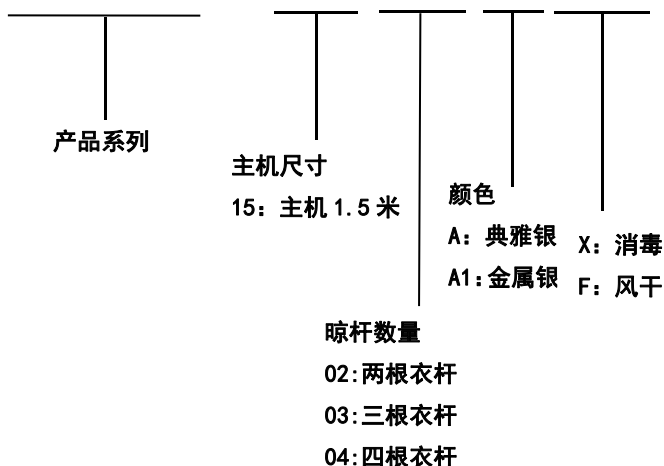 产品系列
主机尺寸
15: 主机 1.5 米
颜色
A: 典雅银
A1:金属银
X: 消毒
F: 风干
晾杆数量
02:两根衣杆
03:三根衣杆
04:四根衣杆